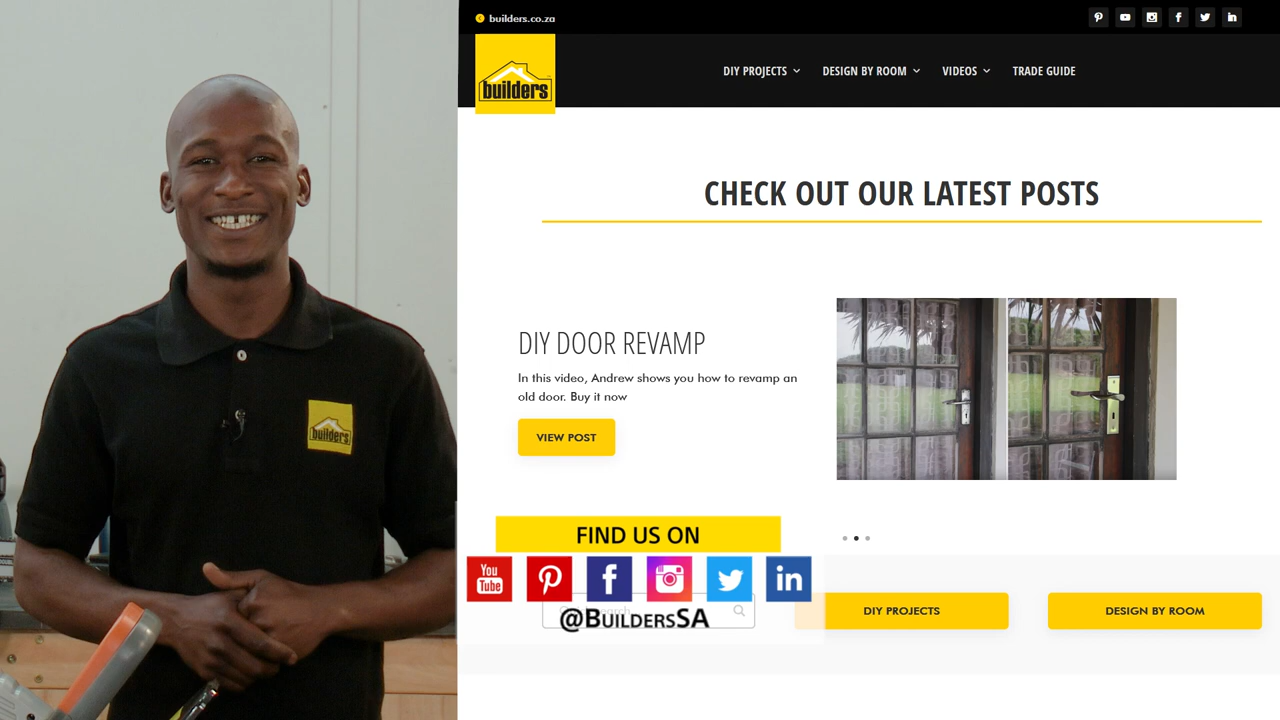 builders.co.za
builders
DIY PROJECTS
DESIGN BY ROOM
VIDEOS
TRADE GUIDE
CHECK OUT OUR LATEST POSTS
DIY DOOR REVAMP
In this video, Andrew shows you how to revamp an
old door. Buy it now
VIEW POST
builders
FIND US ON
You
Tube
@BUILDERSSA
Search
DIY PROJECTS
DESIGN BY ROOM